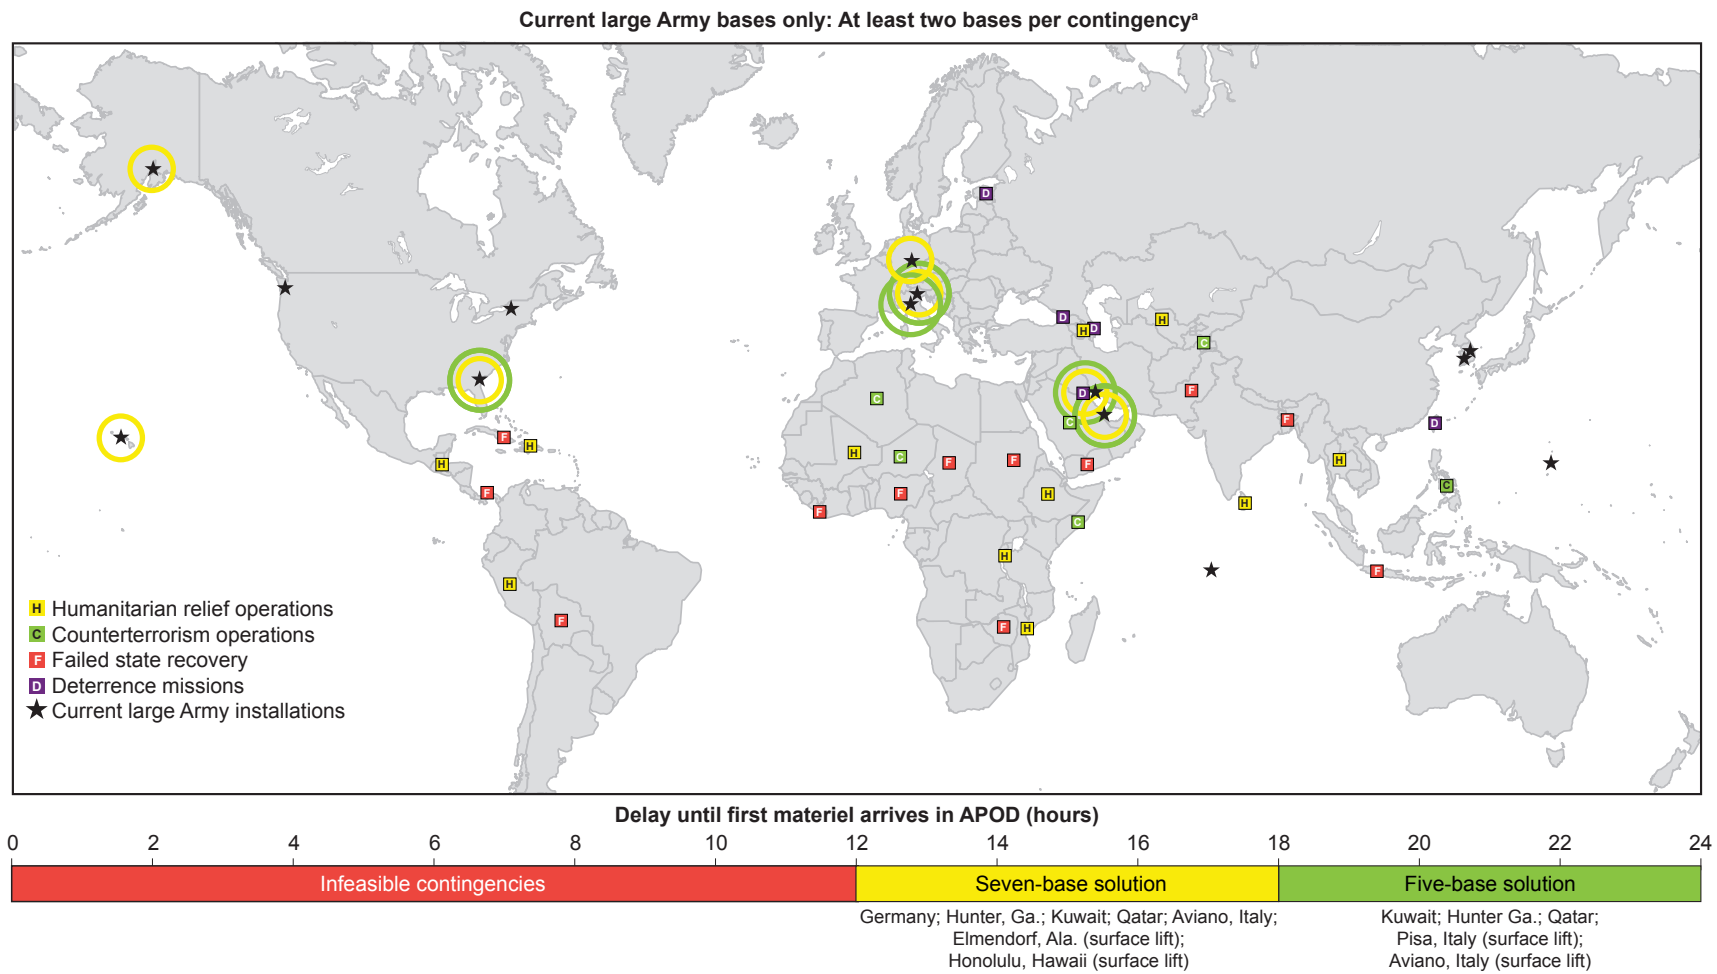 Current large Army bases only: At least two bases per contingencyᵃ
D
D
H
D
H
C
D
F
C
C
F
D
F
H
H
C
H
C
F
F
F
H
F
F
H
C
H
F
C
H
H
F
H
F
F
H
H Humanitarian relief operations
C Counterterrorism operations
F Failed state recovery
D Deterrence missions
Current large Army installations
Delay until first materiel arrives in APOD (hours)
0 2 4 6 8 10 12 14 16 18 20 22 24
Infeasible contingencies Seven-base solution Five-base solution
Germany; Hunter, Ga.; Kuwait; Qatar; Aviano, Italy;
Elmendorf, Ala. (surface lift);
Honolulu, Hawaii (surface lift)
Kuwait; Hunter Ga.; Qatar;
Pisa, Italy (surface lift);
Aviano, Italy (surface lift)